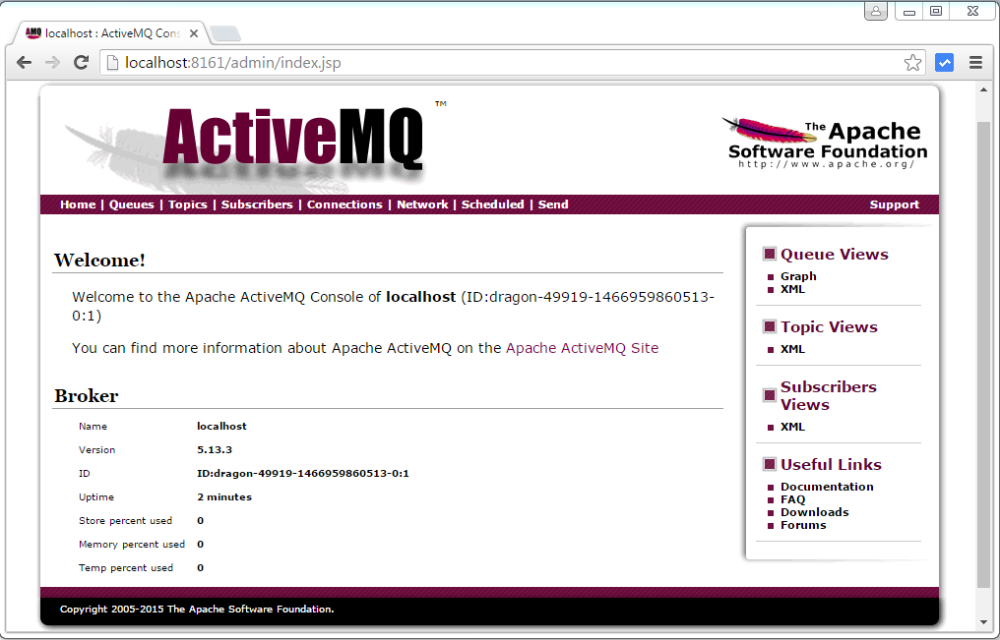 AMQ localhost : ActiveMQ Cons
localhost:8161/admin/index.jsp
ActiveMQ™
The Apache
Software Foundation
http://www.apache.org/
Home | Queues | Topics | Subscribers | Connections | Network | Scheduled | Send
Support
Welcome!
Welcome to the Apache ActiveMQ Console of localhost (ID:dragon-49919-1466959860513-
0:1)
You can find more information about Apache ActiveMQ on the Apache ActiveMQ Site
Broker
Name localhost
Version 5.13.3
ID ID:dragon-49919-1466959860513-0:1
Uptime 2 minutes
Store percent used 0
Memory percent used 0
Temp percent used 0
Queue Views
Graph
XML
Topic Views
XML
Subscribers
Views
XML
Useful Links
Documentation
FAQ
Downloads
Forums
Copyright 2005-2015 The Apache Software Foundation.